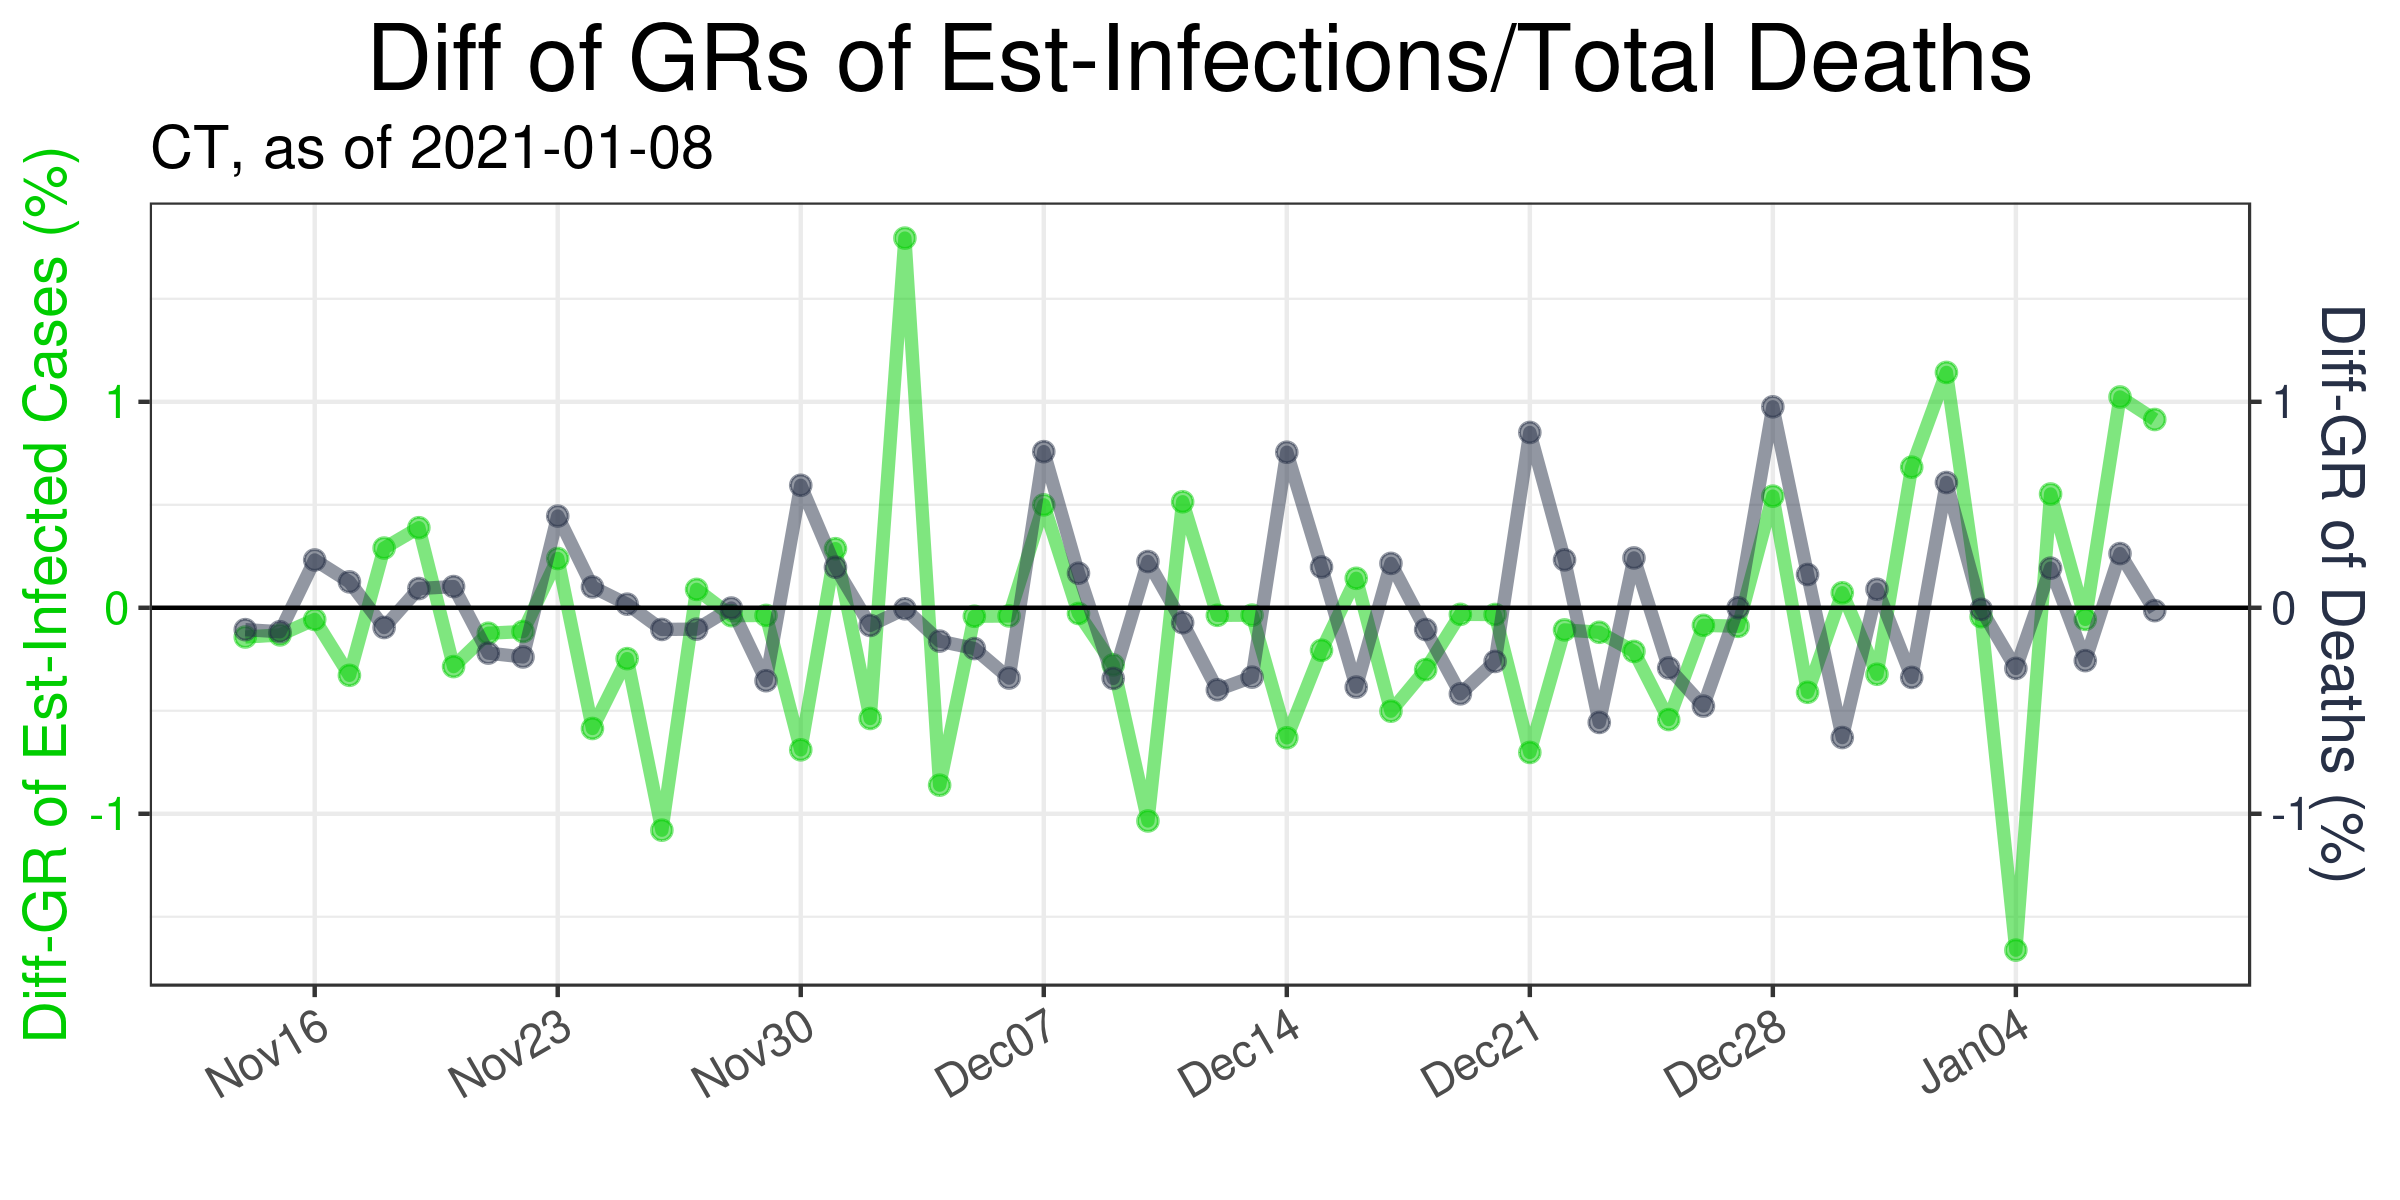 Diff of GRs of Est-Infections/Total Deaths
CT, as of 2021-01-08
Diff-GR of Est-Infected Cases (%)
1
0
-1
1
0
-1
Diff-GR of Deaths (%)
Nov16
Nov23
Nov30
Dec07
Dec14
Dec21
Dec28
Jan04